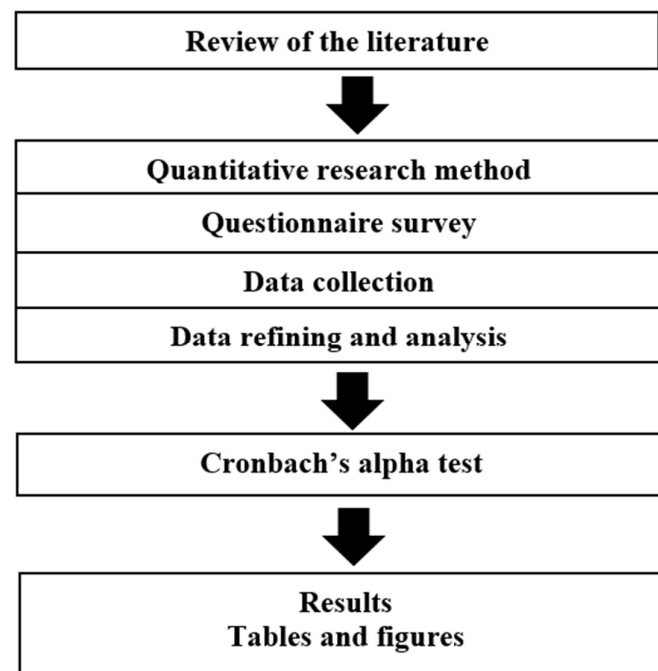 Review of the literature
Quantitative research method
Questionnaire survey
Data collection
Data refining and analysis
Cronbach’s alpha test
Results
Tables and figures